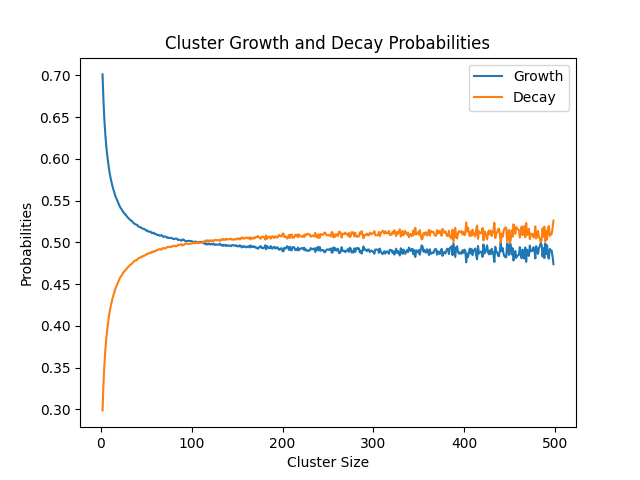 Cluster Growth and Decay Probabilities
Growth
Decay
0.70
0.65
0.60
0.55
0.50
0.45
0.40
0.35
0.30
Probabilities
0 100 200 300 400 500
Cluster Size